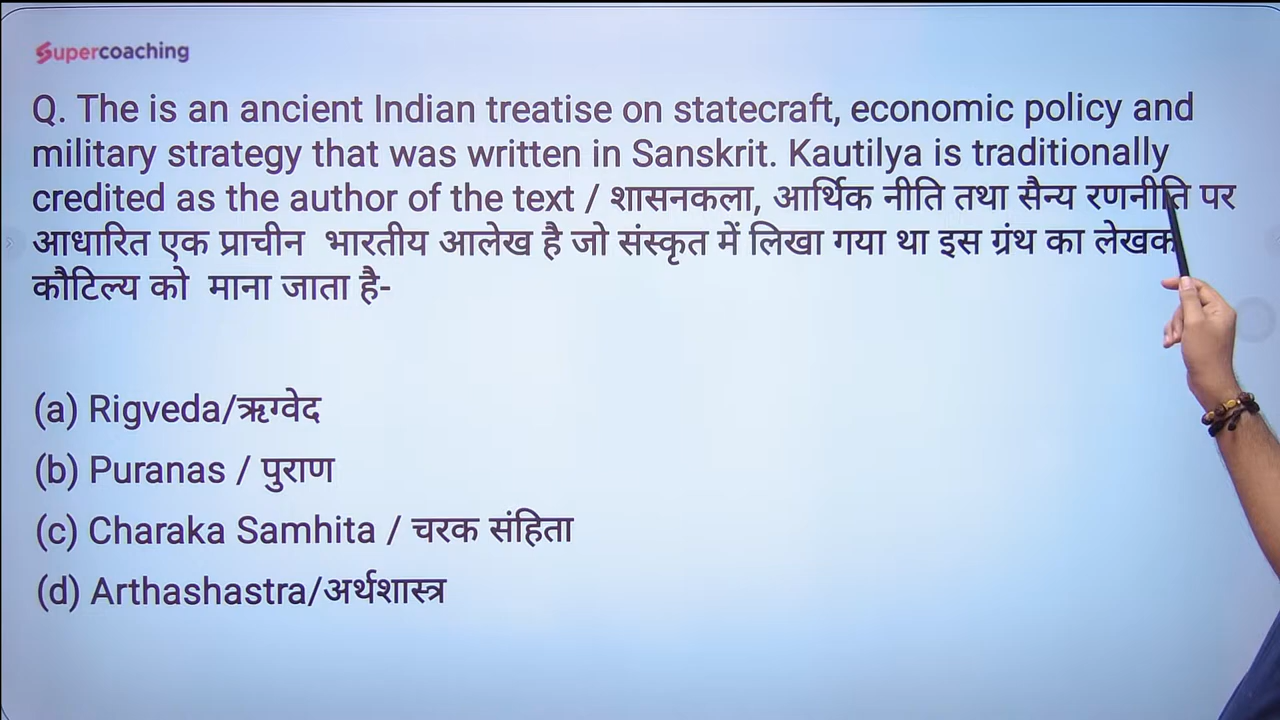 Supercoaching
Q. The is an ancient Indian treatise on statecraft, economic policy and
military strategy that was written in Sanskrit. Kautilya is traditionally
credited as the author of the text / शासनकला, आर्थिक नीति तथा सैन्य रणनीति पर
आधारित एक प्राचीन भारतीय आलेख है जो संस्कृत में लिखा गया था इस ग्रंथ का लेखक
कौटिल्य को माना जाता है-
(a) Rigveda/ऋग्वेद
(b) Puranas / पुराण
(c) Charaka Samhita / चरक संहिता
(d) Arthashastra/अर्थशास्त्र